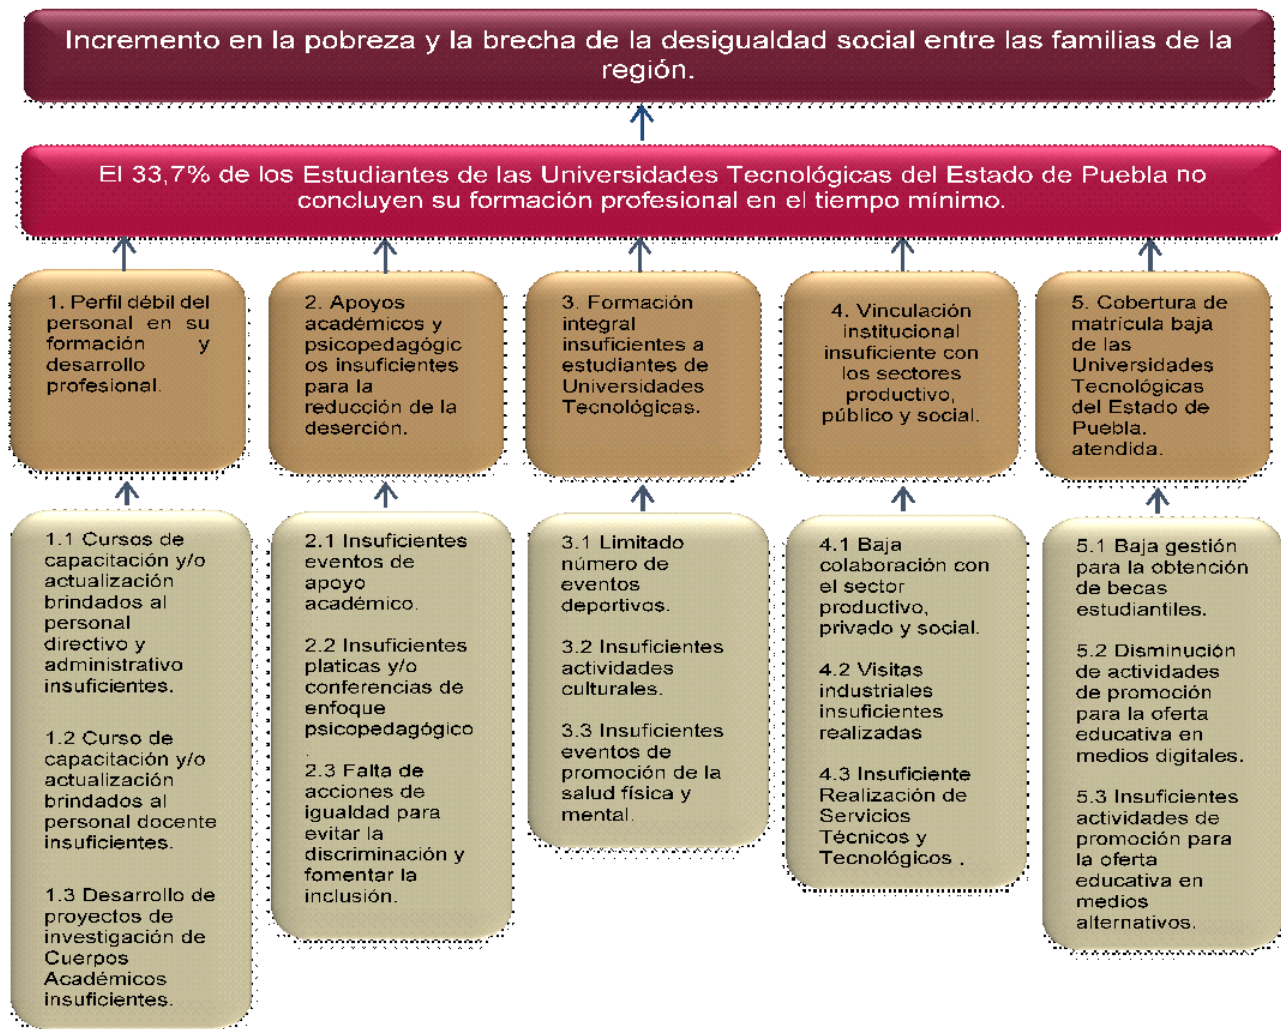 Incremento en la pobreza y la brecha de la desigualdad social entre las familias de la
región.
El 33,7% de los Estudiantes de las Universidades Tecnológicas del Estado de Puebla no
concluyen su formación profesional en el tiempo mínimo.
1. Perfil débil del
personal en su
formación y
desarrollo
profesional.
2. Apoyos
académicos y
psicopedagógic
os insuficientes
para la
reducción de la
deserción.
3. Formación
integral
insuficientes a
estudiantes de
Universidades
Tecnológicas.
4. Vinculación
institucional
insuficiente con
los sectores
productivo,
público y social.
5. Cobertura de
matrícula baja
de las
Universidades
Tecnológicas
del Estado de
Puebla.
atendida.
1.1 Cursos de
capacitación y/o
actualización
brindados al
personal
directivo y
administrativo
insuficientes.
1.2 Curso de
capacitación y/o
actualización
brindados al
personal docente
insuficientes.
1.3 Desarrollo de
proyectos de
investigación de
Cuerpos
Académicos
insuficientes.
2.1 Insuficientes
eventos de
apoyo
académico.
2.2 Insuficientes
platicas y/o
conferencias de
enfoque
psicopedagógico
.
2.3 Falta de
acciones de
igualdad para
evitar la
discriminación y
fomentar la
inclusión.
3.1 Limitado
número de
eventos
deportivos.
3.2 Insuficientes
actividades
culturales.
3.3 Insuficientes
eventos de
promoción de la
salud física y
mental.
4.1 Baja
colaboración con
el sector
productivo,
privado y social.
4.2 Visitas
industriales
insuficientes
realizadas
4.3 Insuficiente
Realización de
Servicios
Técnicos y
Tecnológicos .
5.1 Baja gestión
para la obtención
de becas
estudiantiles.
5.2 Disminución
de actividades
de promoción
para la oferta
educativa en
medios digitales.
5.3 Insuficientes
actividades de
promoción para
la oferta
educativa en
medios
alternativos.